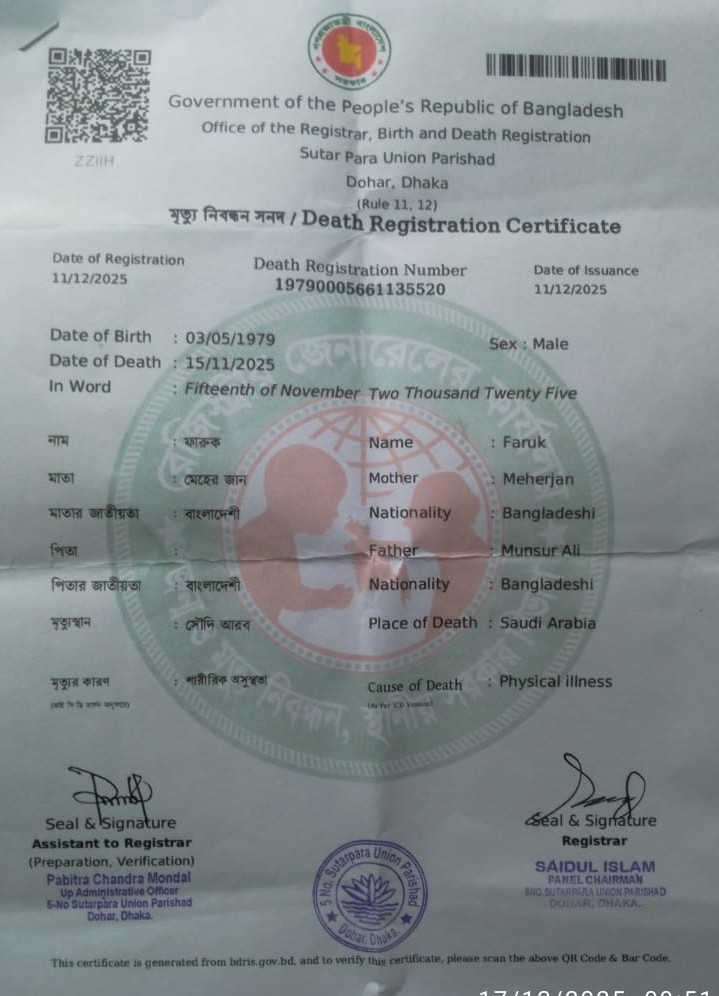 গণপ্রজাতন্ত্রী বাংলাদেশ
সরকার
ZZIIH
Government of the People's Republic of Bangladesh
Office of the Registrar, Birth and Death Registration
Sutar Para Union Parishad
Dohar, Dhaka
(Rule 11, 12)
মৃত্যু নিবন্ধন সনদ / Death Registration Certificate
Date of Registration Death Registration Number Date of Issuance
11/12/2025 19790005661135520 11/12/2025
Date of Birth : 03/05/1979 Sex : Male
Date of Death : 15/11/2025
In Word : Fifteenth of November Two Thousand Twenty Five
নাম : ফারুক Name : Faruk
মাতা : মেহের জান Mother : Meherjan
মাতার জাতীয়তা : বাংলাদেশী Nationality : Bangladeshi
পিতা : Father : Munsur Ali
পিতার জাতীয়তা : বাংলাদেশী Nationality : Bangladeshi
মৃত্যুস্থান : সৌদি আরব Place of Death : Saudi Arabia
মৃত্যুর কারণ : শারীরিক অসুস্থতা Cause of Death : Physical illness
Seal & Signature Seal & Signature
Assistant to Registrar Registrar
(Preparation, Verification)
Pabitra Chandra Mondal SAIDUL ISLAM
Up Administrative Officer PANEL CHAIRMAN
5-No Sutarpara Union Parishad 5NO. SUTARPARA UNION PARISHAD
Dohar, Dhaka. DOHAR, DHAKA.
5 No. Sutarpara Union Parishad
Dohar, Dhaka.
This certificate is generated from bdris.gov.bd, and to verify this certificate, please scan the above QR Code & Bar Code.